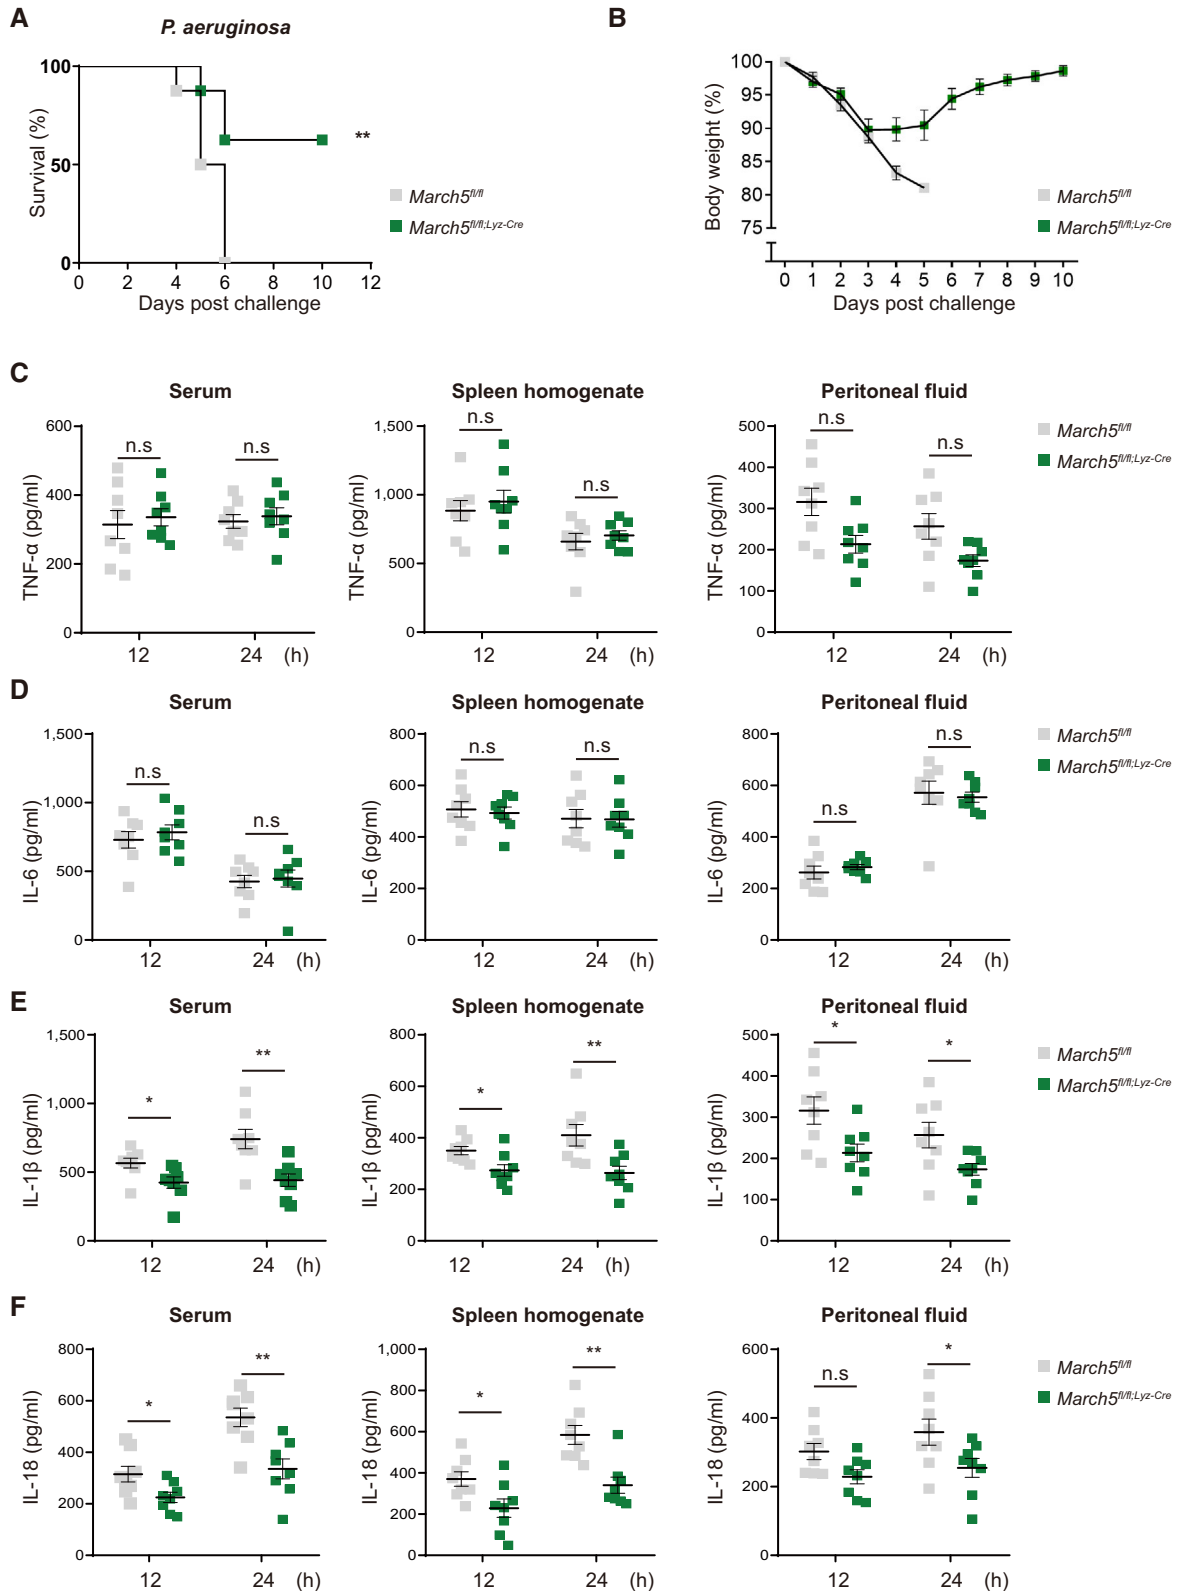 A
P. aeruginosa
Survival (%)
100
50
0
0 2 4 6 8 10 12
Days post challenge
**
March5fl/fl
March5fl/fl;Lyz-Cre
B
Body weight (%)
100
95
90
85
80
75
0 1 2 3 4 5 6 7 8 9 10
Days post challenge
March5fl/fl
March5fl/fl;Lyz-Cre
C
Serum
TNF-α (pg/ml)
600
400
200
0
n.s n.s
12 24 (h)
Spleen homogenate
TNF-α (pg/ml)
1,500
1,000
500
0
n.s n.s
12 24 (h)
Peritoneal fluid
TNF-α (pg/ml)
500
400
300
200
100
0
n.s n.s
12 24 (h)
March5fl/fl
March5fl/fl;Lyz-Cre
D
Serum
IL-6 (pg/ml)
1,500
1,000
500
0
n.s n.s
12 24 (h)
Spleen homogenate
IL-6 (pg/ml)
800
600
400
200
0
n.s n.s
12 24 (h)
Peritoneal fluid
IL-6 (pg/ml)
800
600
400
200
0
n.s n.s
12 24 (h)
March5fl/fl
March5fl/fl;Lyz-Cre
E
Serum
IL-1β (pg/ml)
1,500
1,000
500
0
* **
12 24 (h)
Spleen homogenate
IL-1β (pg/ml)
800
600
400
200
0
* **
12 24 (h)
Peritoneal fluid
IL-1β (pg/ml)
500
400
300
200
100
0
* *
12 24 (h)
March5fl/fl
March5fl/fl;Lyz-Cre
F
Serum
IL-18 (pg/ml)
800
600
400
200
0
* **
12 24 (h)
Spleen homogenate
IL-18 (pg/ml)
1,000
800
600
400
200
0
* **
12 24 (h)
Peritoneal fluid
IL-18 (pg/ml)
600
400
200
0
n.s *
12 24 (h)
March5fl/fl
March5fl/fl;Lyz-Cre